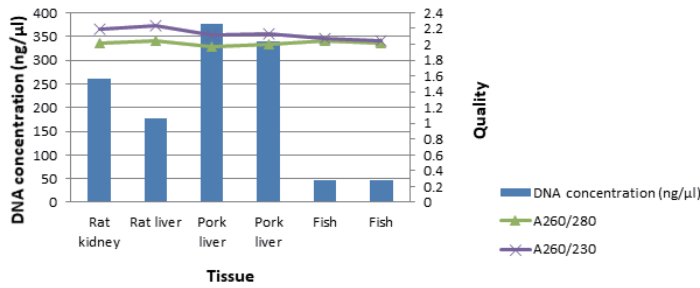 DNA concentration (ng/µl)
400
350
300
250
200
150
100
50
0
2.4
2.2
2
1.8
1.6
1.4
1.2
1
0.8
0.6
0.4
0.2
0
Quality
Rat kidney
Rat liver
Pork liver
Pork liver
Fish
Fish
Tissue
DNA concentration (ng/µl)
A260/280
A260/230